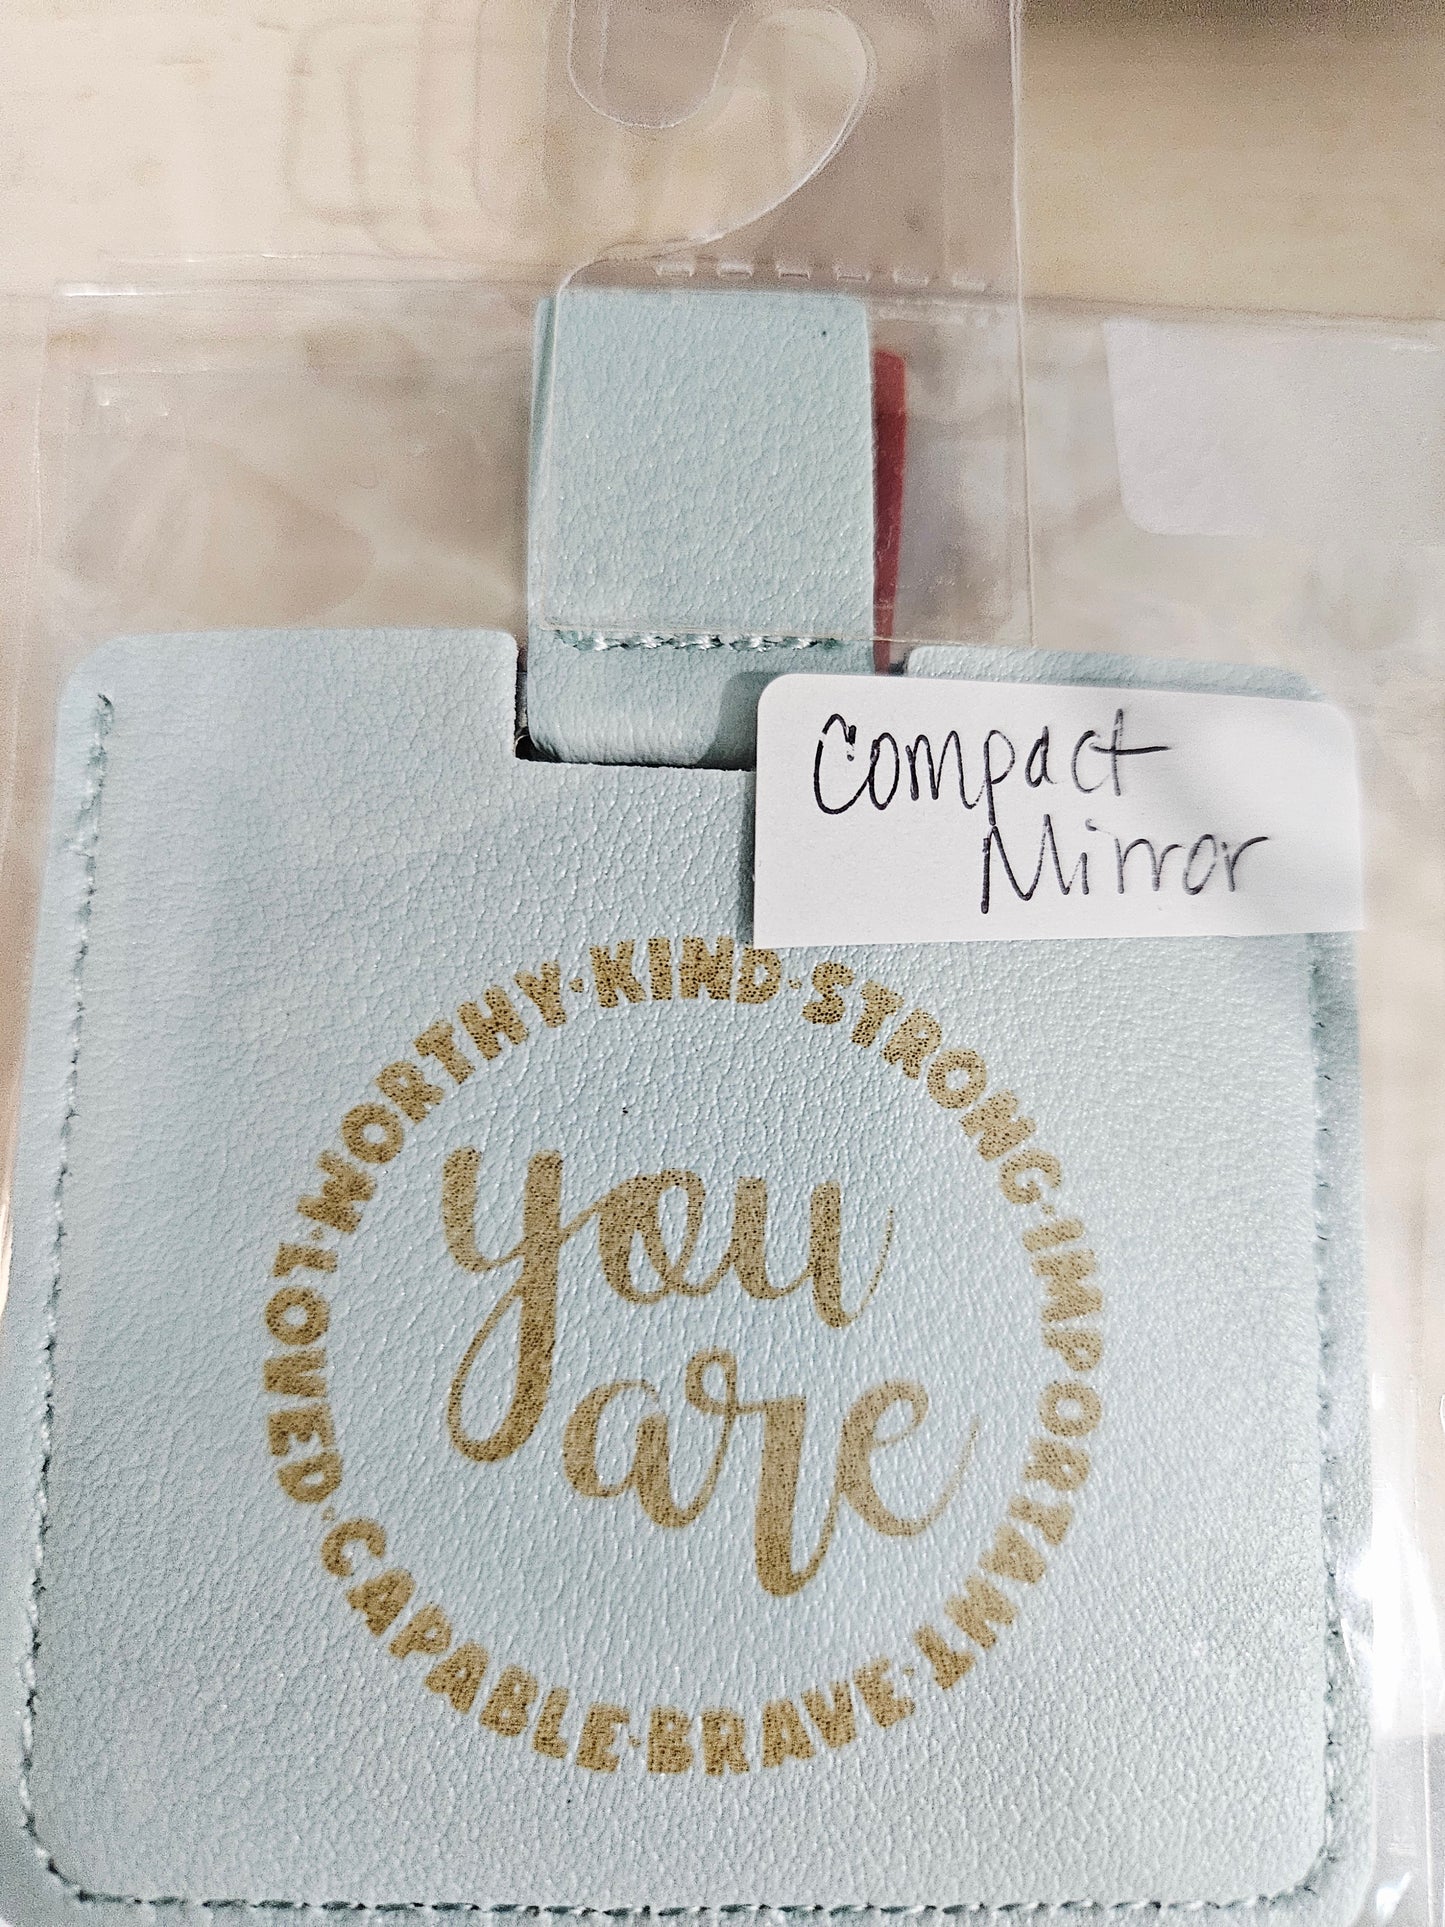 Compact
Mirror
WORTHY · KIND · STRONG · IMPORTANT · BRAVE · CAPABLE · LOVED ·
you
are